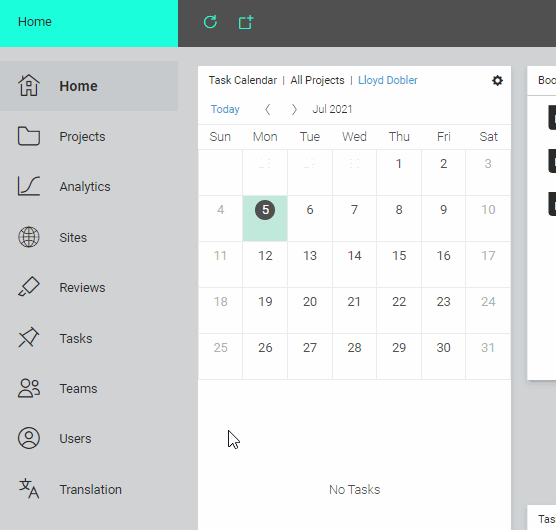 Home
Home
Projects
Analytics
Sites
Reviews
Tasks
Teams
Users
Translation
Task Calendar | All Projects | Lloyd Dobler
Today Jul 2021
Sun Mon Tue Wed Thu Fri Sat
1 2 3
4 5 6 7 8 9 10
11 12 13 14 15 16 17
18 19 20 21 22 23 24
25 26 27 28 29 30 31
No Tasks
Boo
Tas